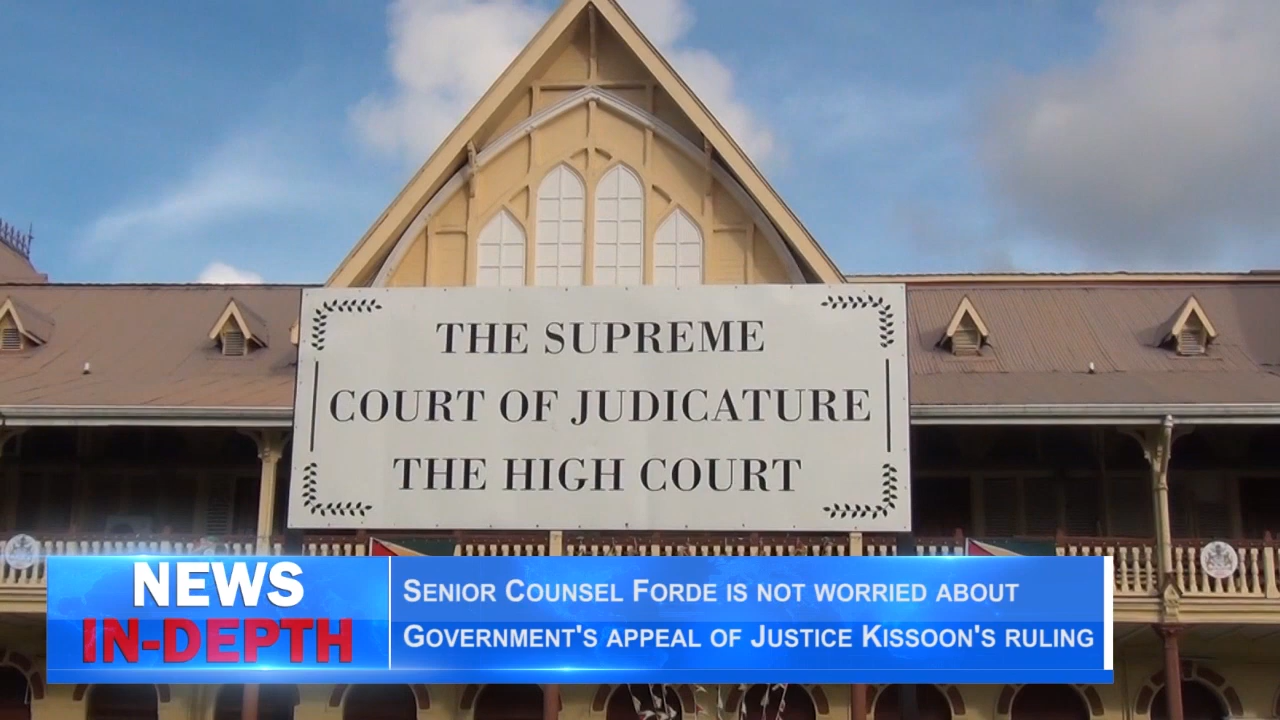 THE SUPREME
COURT OF JUDICATURE
THE HIGH COURT
NEWS
IN-DEPTH
SENIOR COUNSEL FORDE IS NOT WORRIED ABOUT
GOVERNMENT'S APPEAL OF JUSTICE KISSOON'S RULING